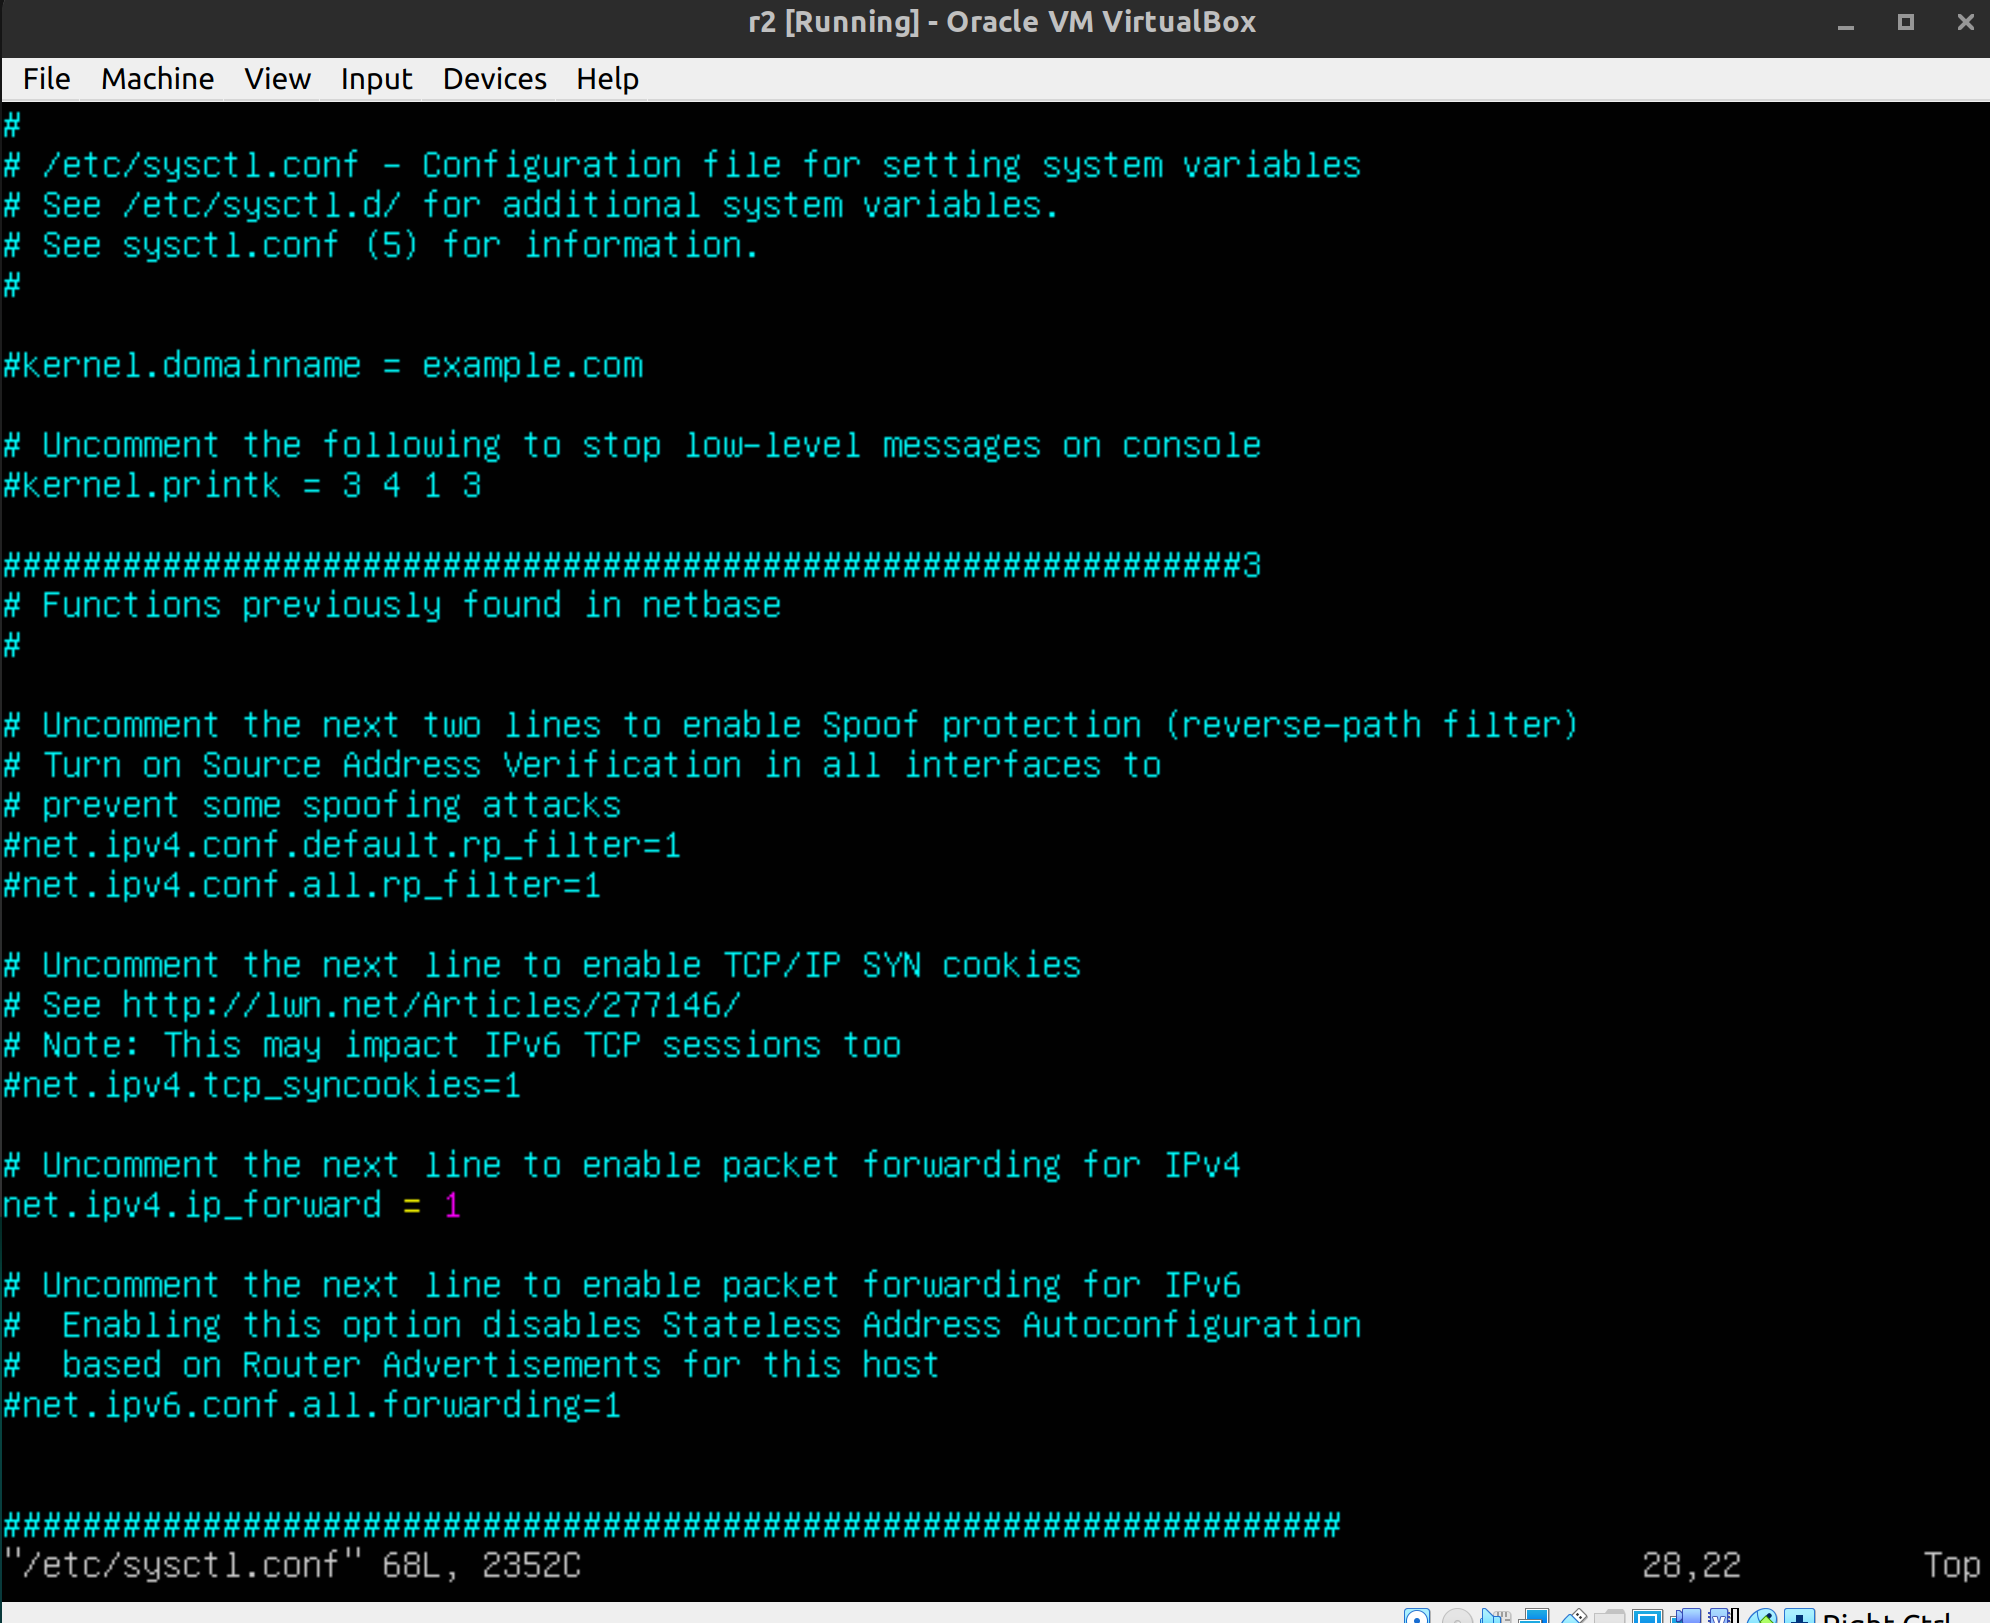 r2 [Running] - Oracle VM VirtualBox
File Machine View Input Devices Help
#
# /etc/sysctl.conf - Configuration file for setting system variables
# See /etc/sysctl.d/ for additional system variables.
# See sysctl.conf (5) for information.
#
#kernel.domainname = example.com
# Uncomment the following to stop low-level messages on console
#kernel.printk = 3 4 1 3
##############################################################3
# Functions previously found in netbase
#
# Uncomment the next two lines to enable Spoof protection (reverse-path filter)
# Turn on Source Address Verification in all interfaces to
# prevent some spoofing attacks
#net.ipv4.conf.default.rp_filter=1
#net.ipv4.conf.all.rp_filter=1
# Uncomment the next line to enable TCP/IP SYN cookies
# See http://lwn.net/Articles/277146/
# Note: This may impact IPv6 TCP sessions too
#net.ipv4.tcp_syncookies=1
# Uncomment the next line to enable packet forwarding for IPv4
net.ipv4.ip_forward = 1
# Uncomment the next line to enable packet forwarding for IPv6
#  Enabling this option disables Stateless Address Autoconfiguration
#  based on Router Advertisements for this host
#net.ipv6.conf.all.forwarding=1
###################################################################
"/etc/sysctl.conf" 68L, 2352C 28,22 Top
Right Ctrl